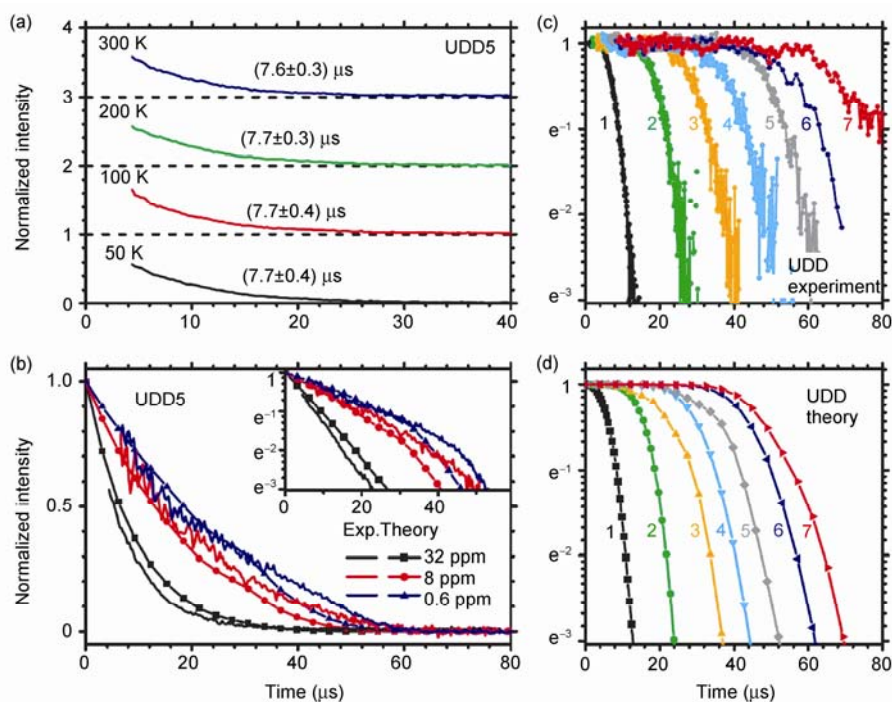 (a)
Normalized intensity
4
3
2
1
0
300 K
(7.6±0.3) μs
UDD5
200 K
(7.7±0.3) μs
100 K
(7.7±0.4) μs
50 K
(7.7±0.4) μs
0 10 20 30 40
(b)
Normalized intensity
1.0
0.5
0
UDD5
1
e⁻¹
e⁻²
e⁻³
0 20 40
Exp. Theory
32 ppm
8 ppm
0.6 ppm
0 20 40 60 80
Time (μs)
(c)
1
e⁻¹
e⁻²
e⁻³
1 2 3 4 5 6 7
UDD
experiment
0 20 40 60 80
(d)
1
e⁻¹
e⁻²
e⁻³
UDD
theory
1 2 3 4 5 6 7
0 20 40 60 80
Time (μs)